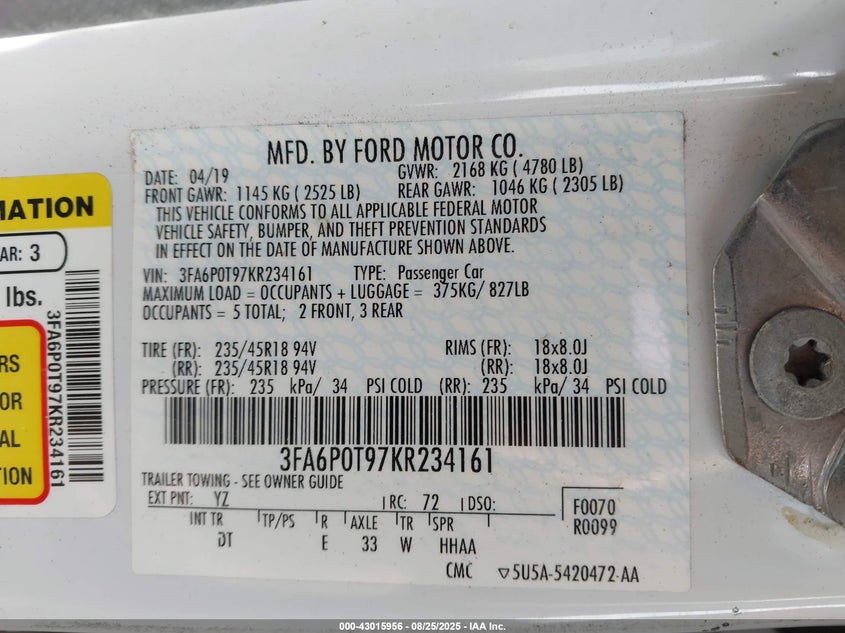 MATION
AR: 3
lbs.
RS
OR
AL
TION
3FA6P0T97KR234161
MFD. BY FORD MOTOR CO.
DATE: 04/19 GVWR: 2168 KG ( 4780 LB)
FRONT GAWR: 1145 KG ( 2525 LB) REAR GAWR: 1046 KG ( 2305 LB)
THIS VEHICLE CONFORMS TO ALL APPLICABLE FEDERAL MOTOR
VEHICLE SAFETY, BUMPER, AND THEFT PREVENTION STANDARDS
IN EFFECT ON THE DATE OF MANUFACTURE SHOWN ABOVE.
VIN: 3FA6P0T97KR234161 TYPE: Passenger Car
MAXIMUM LOAD = OCCUPANTS + LUGGAGE = 375KG/ 827LB
OCCUPANTS = 5 TOTAL; 2 FRONT, 3 REAR
TIRE (FR): 235/45R18 94V RIMS (FR): 18x8.0J
(RR): 235/45R18 94V (RR): 18x8.0J
PRESSURE (FR): 235 kPa/ 34 PSI COLD (RR): 235 kPa/ 34 PSI COLD
3FA6P0T97KR234161
TRAILER TOWING - SEE OWNER GUIDE
EXT PNT: YZ RC: 72 DSO: F0070
INT TR TP/PS R AXLE TR SPR R0099
DT E 33 W HHAA
CMC ▽5U5A-5420472-AA
000-43015956 - 08/25/2025 - IAA Inc.